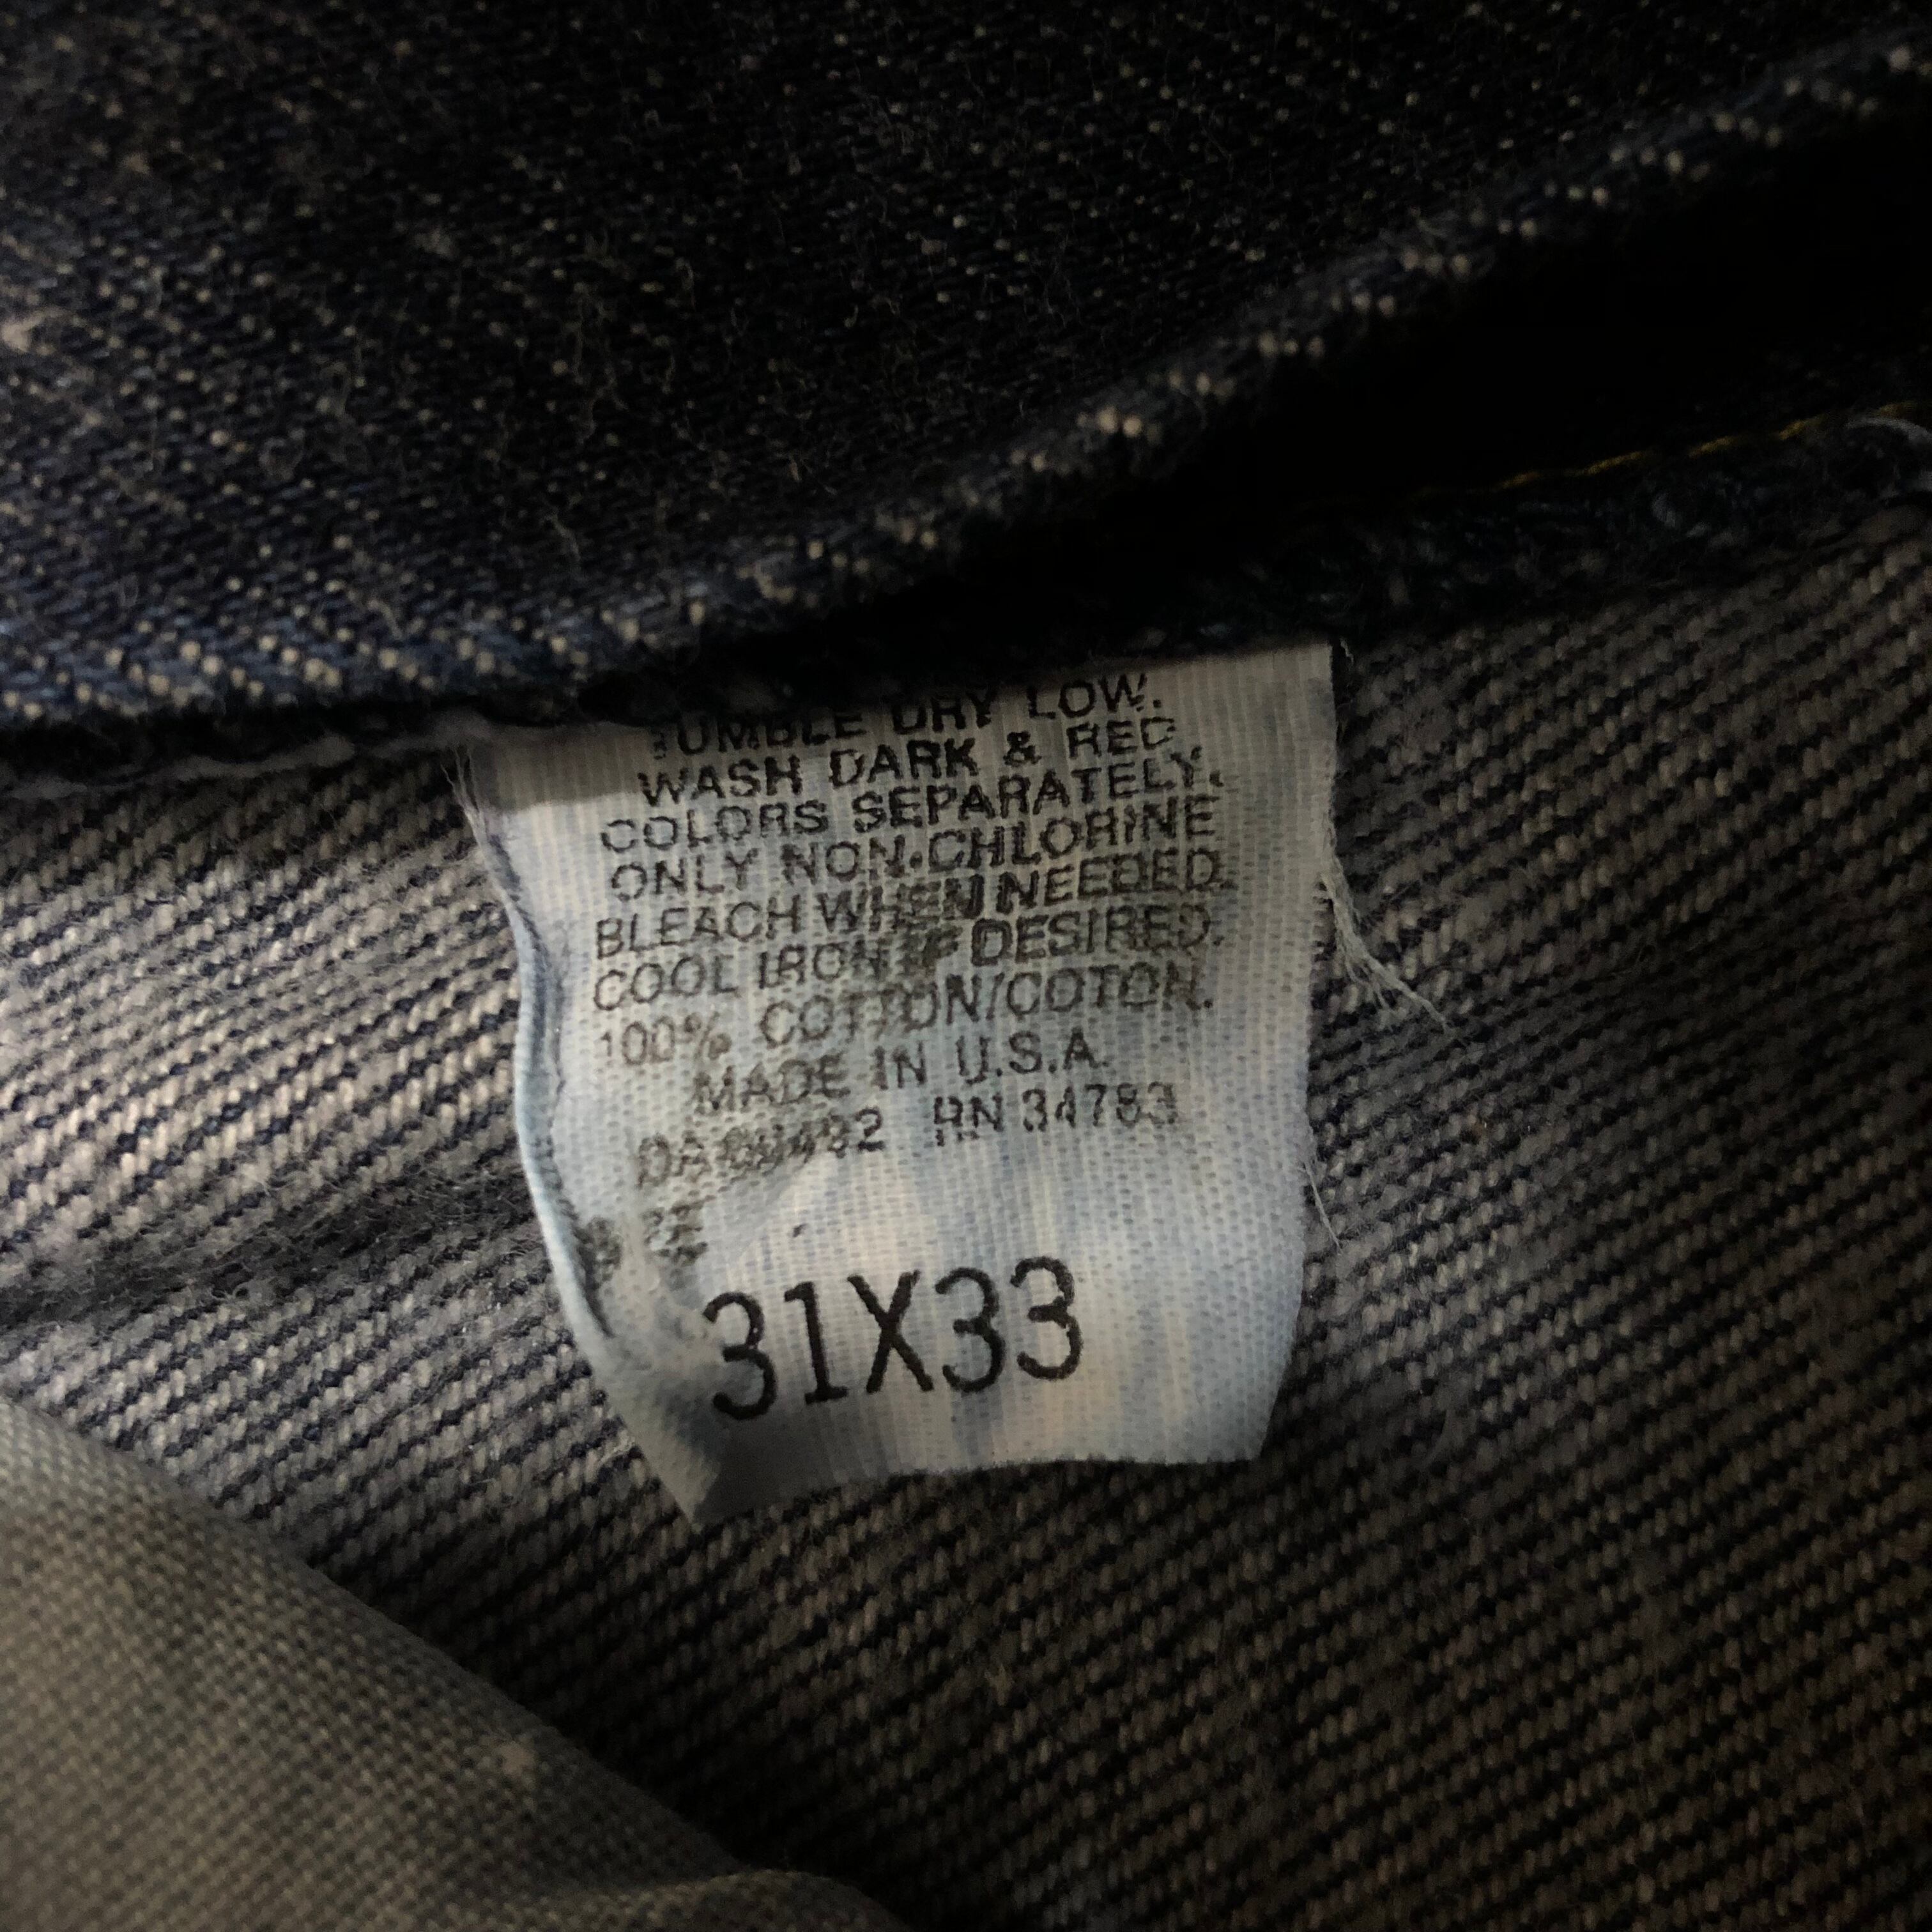 TUMBLE DRY LOW.
WASH DARK & RED
COLORS SEPARATELY.
ONLY NON-CHLORINE
BLEACH WHEN NEEDED.
COOL IRON IF DESIRED.
100% COTTON/COTON.
MADE IN U.S.A.
RN 34783
31X33